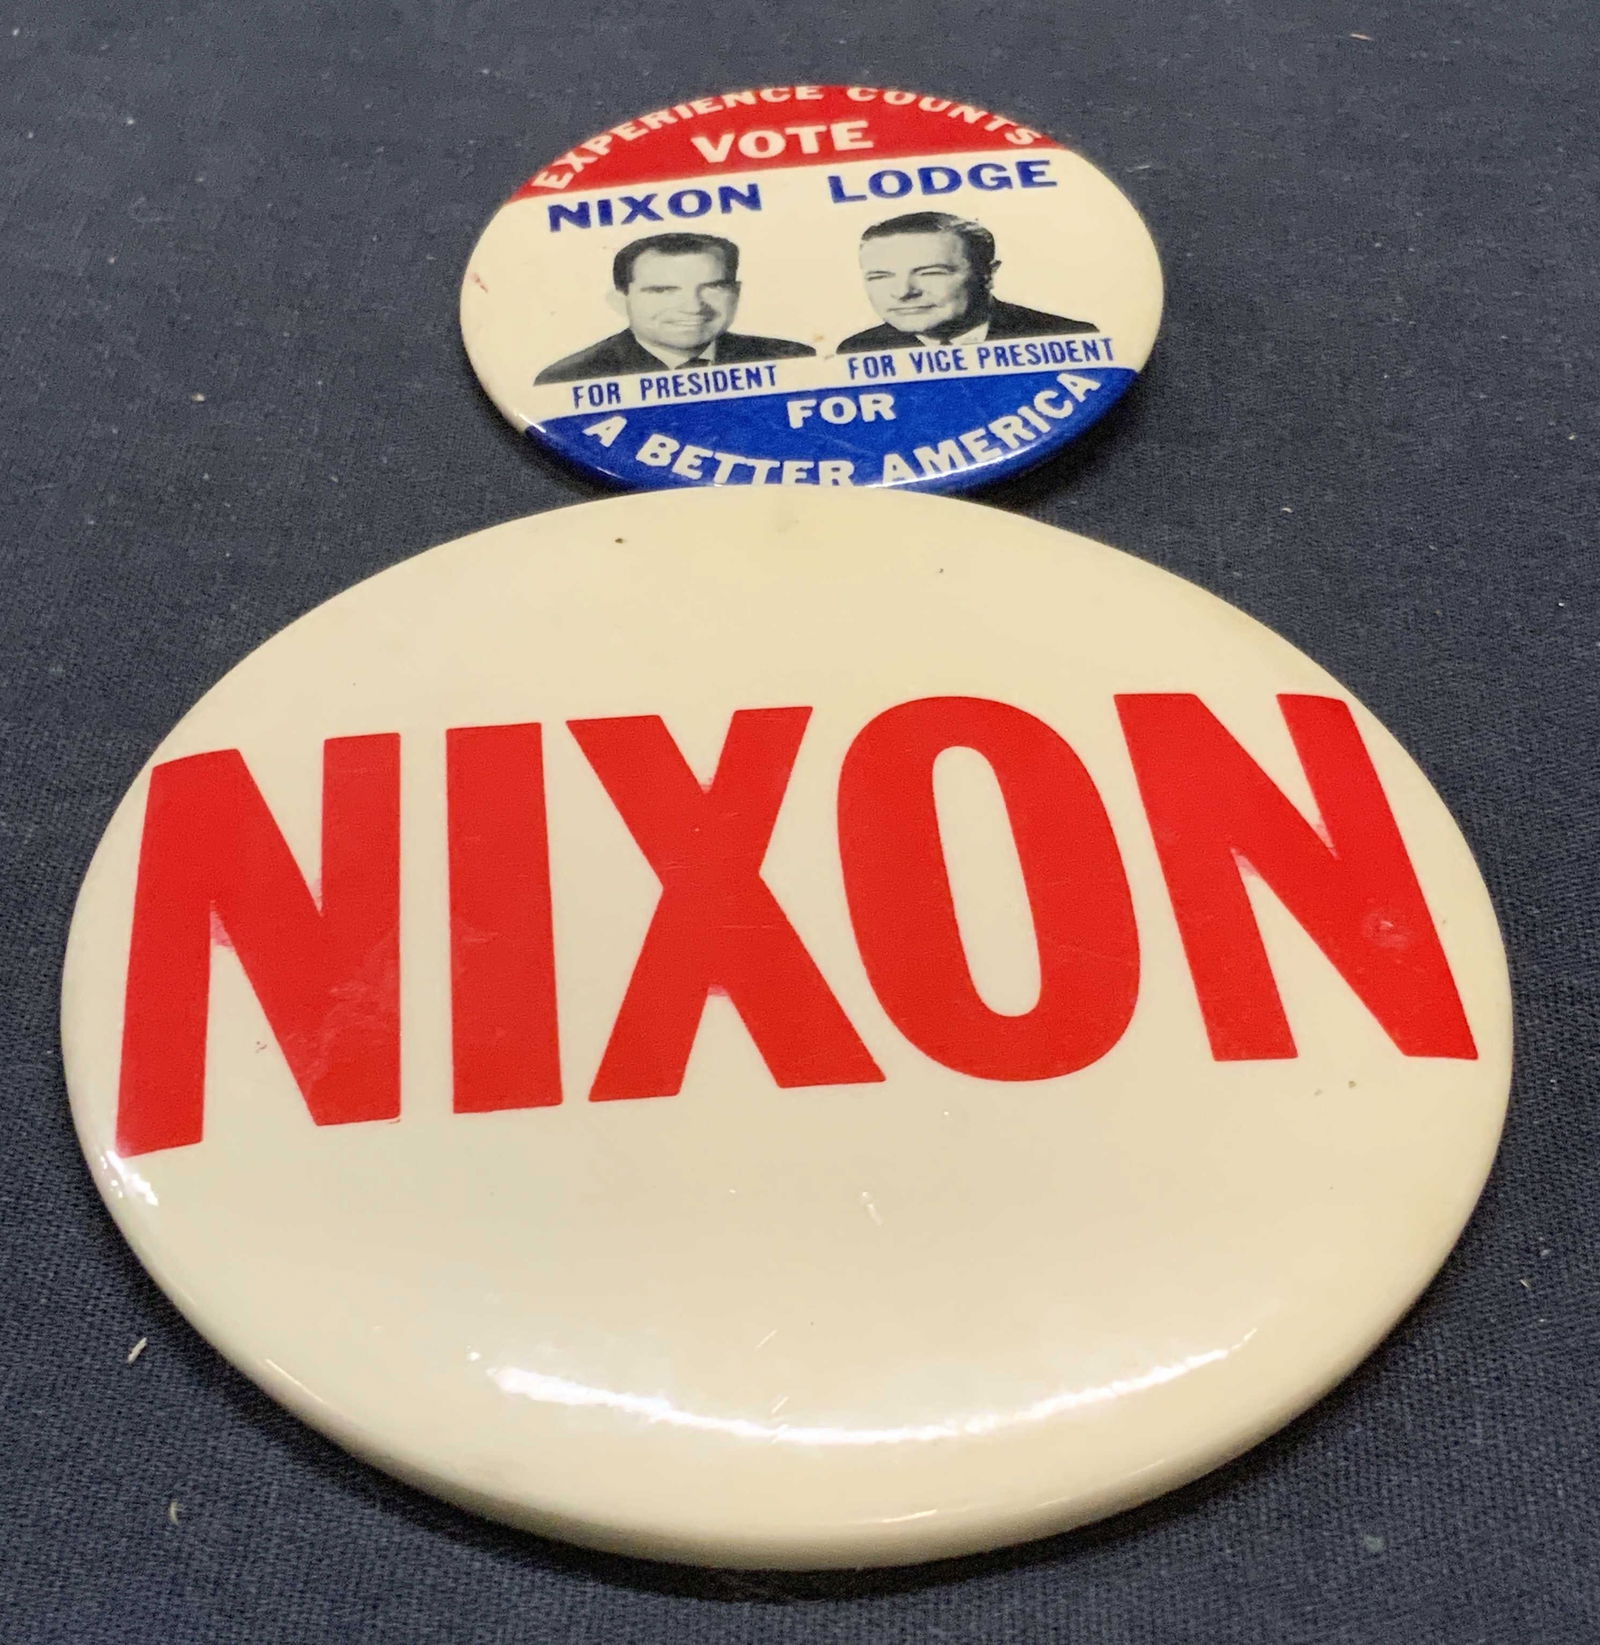 EXPERIENCE COUNTS
VOTE
NIXON LODGE
FOR PRESIDENT FOR VICE PRESIDENT
FOR
A BETTER AMERICA
NIXON